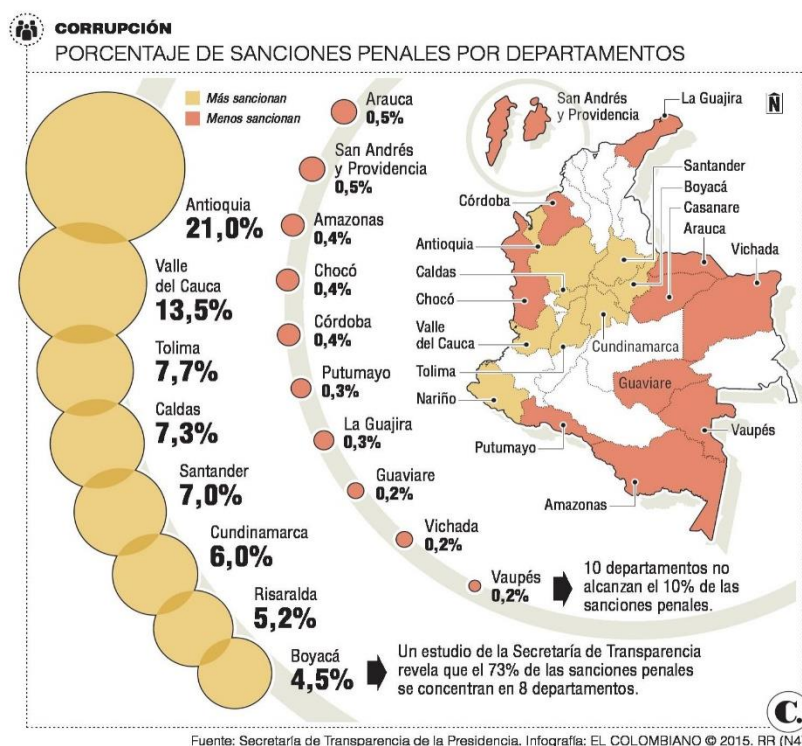 CORRUPCIÓN
PORCENTAJE DE SANCIONES PENALES POR DEPARTAMENTOS
Más sancionan
Menos sancionan
Antioquia
21,0%
Valle
del Cauca
13,5%
Tolima
7,7%
Caldas
7,3%
Santander
7,0%
Cundinamarca
6,0%
Risaralda
5,2%
Boyacá
4,5%
Arauca
0,5%
San Andrés
y Providencia
0,5%
Amazonas
0,4%
Chocó
0,4%
Córdoba
0,4%
Putumayo
0,3%
La Guajira
0,3%
Guaviare
0,2%
Vichada
0,2%
Vaupés
0,2%
San Andrés
y Providencia
La Guajira
N
Santander
Boyacá
Casanare
Arauca
Vichada
Córdoba
Antioquia
Caldas
Chocó
Valle
del Cauca
Tolima
Nariño
Cundinamarca
Guaviare
Putumayo
Vaupés
Amazonas
10 departamentos no
alcanzan el 10% de las
sanciones penales.
Un estudio de la Secretaría de Transparencia
revela que el 73% de las sanciones penales
se concentran en 8 departamentos.
C.
Fuente: Secretaría de Transparencia de la Presidencia. Infografía: EL COLOMBIANO © 2015. RR (N4)